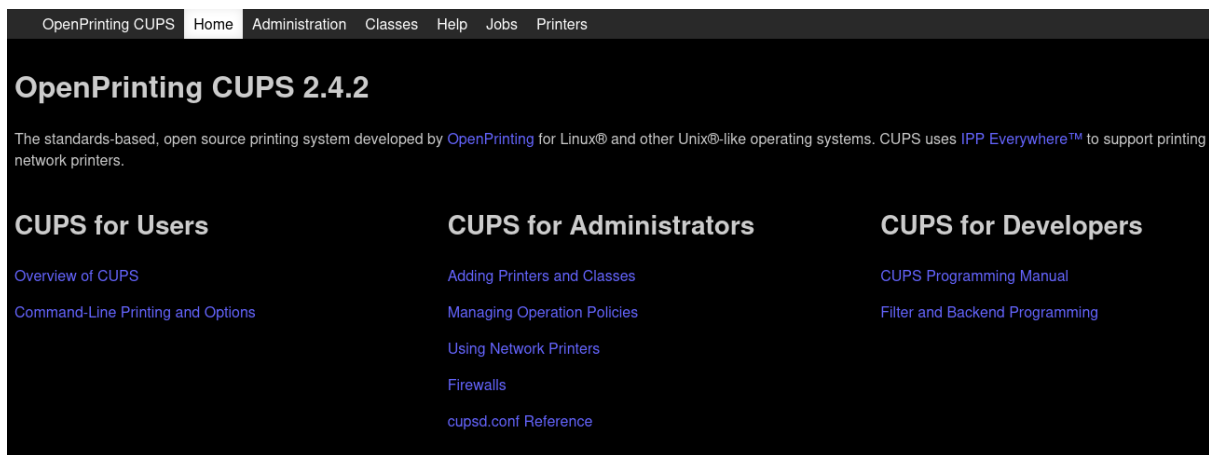 OpenPrinting CUPS Home Administration Classes Help Jobs Printers
OpenPrinting CUPS 2.4.2
The standards-based, open source printing system developed by OpenPrinting for Linux® and other Unix®-like operating systems. CUPS uses IPP Everywhere™ to support printing
network printers.
CUPS for Users
Overview of CUPS
Command-Line Printing and Options
CUPS for Administrators
Adding Printers and Classes
Managing Operation Policies
Using Network Printers
Firewalls
cupsd.conf Reference
CUPS for Developers
CUPS Programming Manual
Filter and Backend Programming